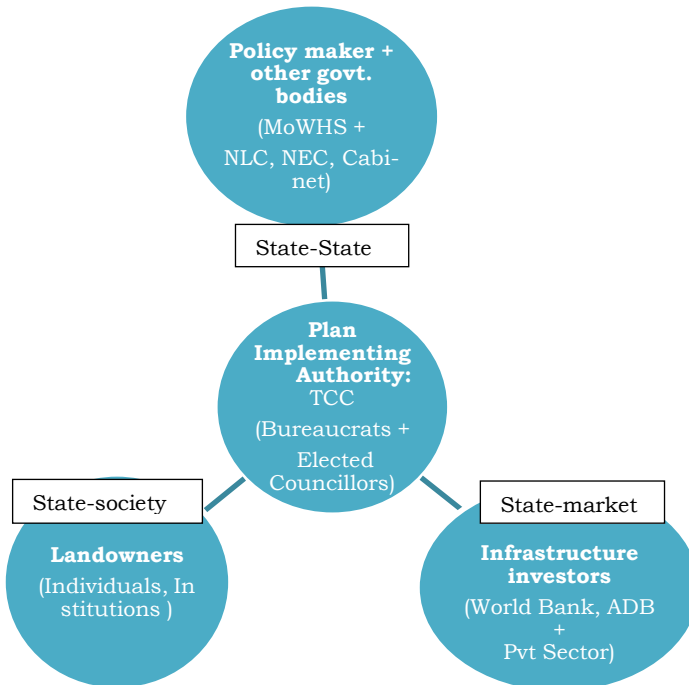 Policy maker +
other govt.
bodies
(MoWHS +
NLC, NEC, Cabi-
net)
State-State
Plan
Implementing
Authority:
TCC
(Bureaucrats +
Elected
Councillors)
State-society
Landowners
(Individuals, In
stitutions )
State-market
Infrastructure
investors
(World Bank, ADB
+
Pvt Sector)